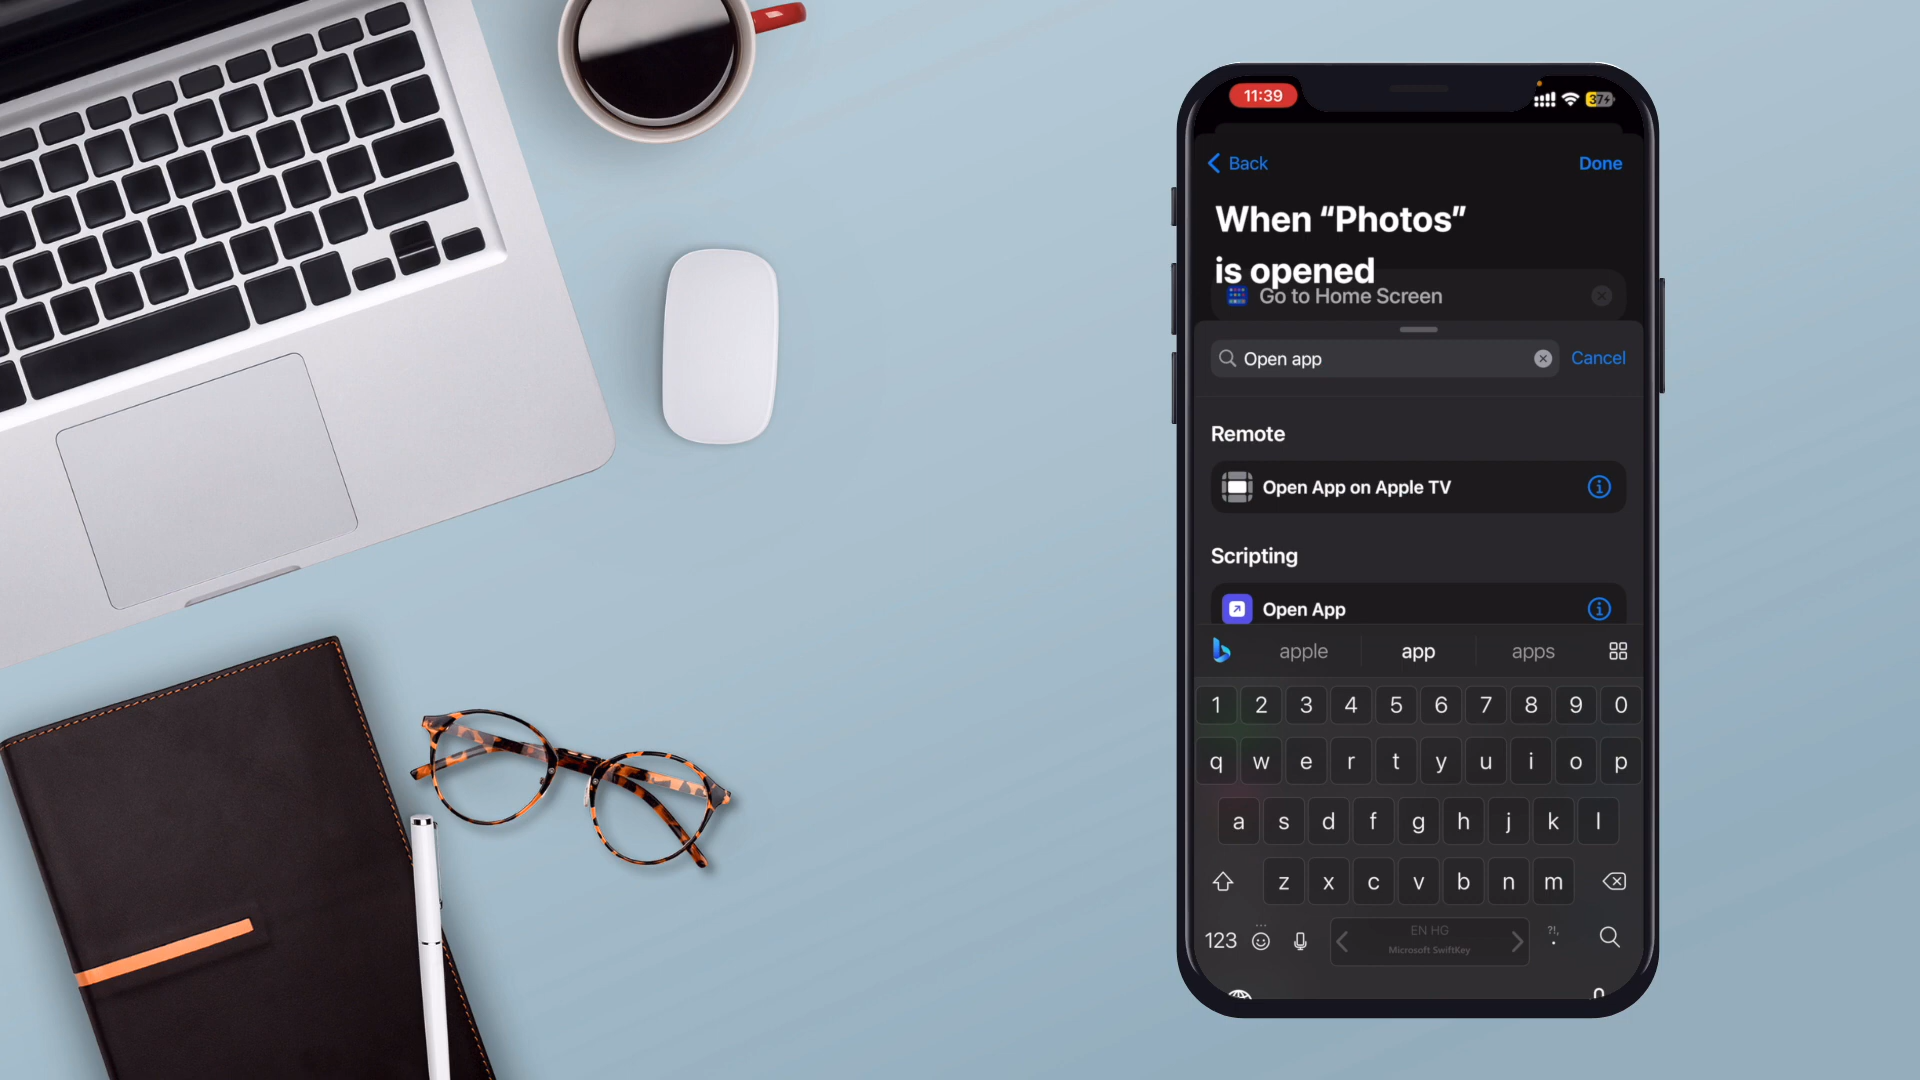 11:39
37
Back
Done
When “Photos”
is opened
Go to Home Screen
Open app
Cancel
Remote
Open App on Apple TV
Scripting
Open App
apple
app
apps
1 2 3 4 5 6 7 8 9 0
q w e r t y u i o p
a s d f g h j k l
z x c v b n m
123
EN HG
Microsoft SwiftKey
?!,
.